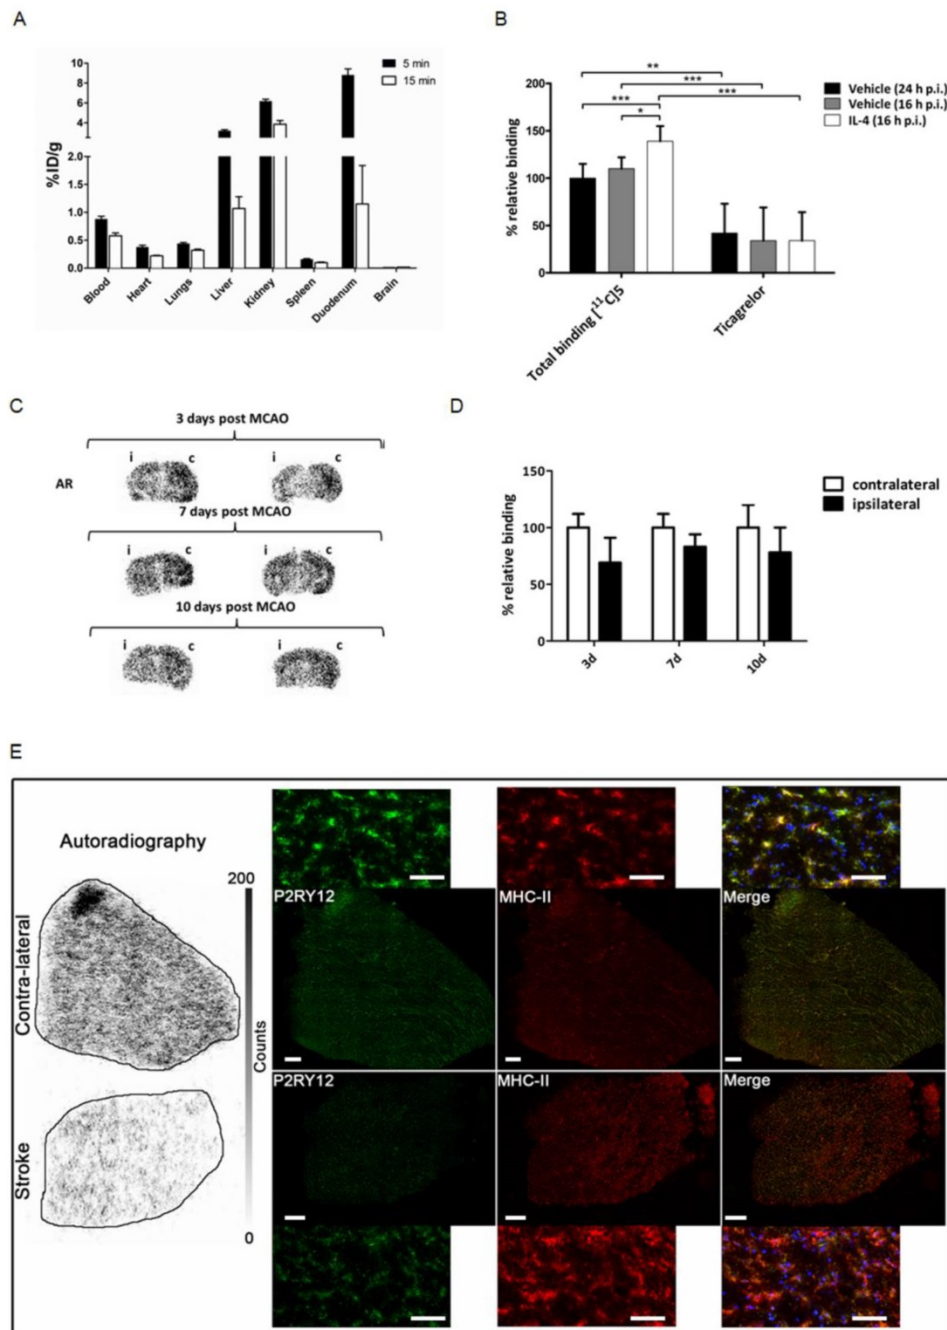 A
10
8
6
4
2
2.0
1.5
1.0
0.5
0.0
%ID/g
5 min
15 min
Blood
Heart
Lungs
Liver
Kidney
Spleen
Duodenum
Brain
B
200
150
100
50
0
% relative binding
**
***
***
***
*
Vehicle (24 h p.i.)
Vehicle (16 h p.i.)
IL-4 (16 h p.i.)
Total binding [¹¹C]5
Ticagrelor
C
3 days post MCAO
i c i c
AR
7 days post MCAO
i c i c
10 days post MCAO
i c i c
D
150
100
50
0
% relative binding
contralateral
ipsilateral
3d
7d
10d
E
Autoradiography
Contra-lateral
Stroke
200
Counts
0
P2RY12 MHC-II Merge
P2RY12 MHC-II Merge